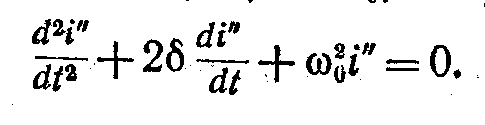 d²i″/dt² + 2δ di″/dt + ω₀²i″ = 0.